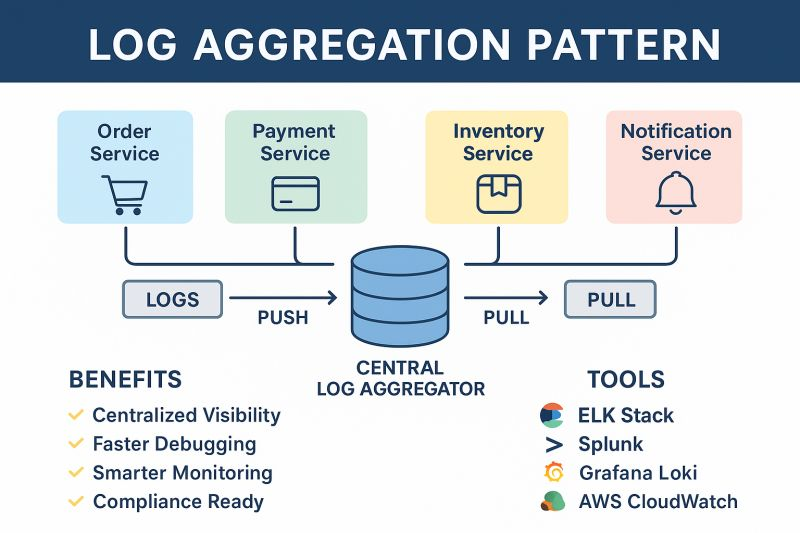 LOG AGGREGATION PATTERN
Order
Service
Payment
Service
Inventory
Service
Notification
Service
LOGS
PUSH
PULL
PULL
CENTRAL
LOG AGGREGATOR
BENEFITS
Centralized Visibility
Faster Debugging
Smarter Monitoring
Compliance Ready
TOOLS
ELK Stack
Splunk
Grafana Loki
AWS CloudWatch